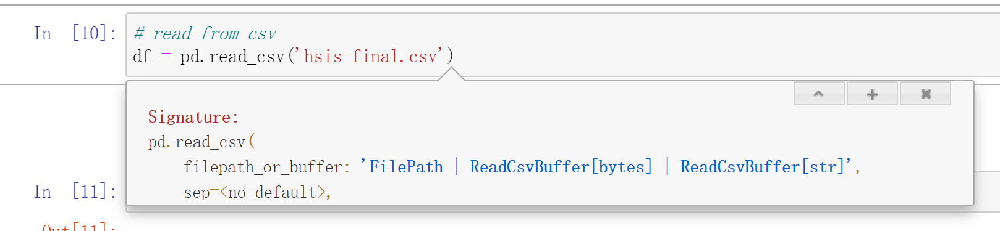 In [10]:
# read from csv
df = pd.read_csv('hsis-final.csv')
Signature:
pd.read_csv(
filepath_or_buffer: 'FilePath | ReadCsvBuffer[bytes] | ReadCsvBuffer[str]',
sep=<no_default>,
In [11]:
Out[11]: